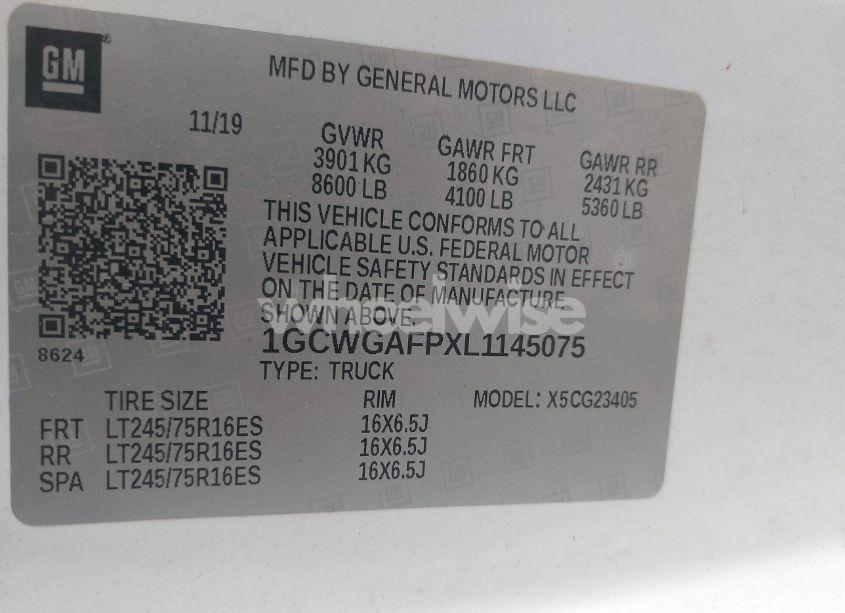 GM
MFD BY GENERAL MOTORS LLC
11/19
GVWR
3901 KG
8600 LB
GAWR FRT
1860 KG
4100 LB
GAWR RR
2431 KG
5360 LB
THIS VEHICLE CONFORMS TO ALL
APPLICABLE U.S. FEDERAL MOTOR
VEHICLE SAFETY STANDARDS IN EFFECT
ON THE DATE OF MANUFACTURE
SHOWN ABOVE.
wheelwise
1GCWGAFPXL1145075
8624
TYPE: TRUCK
TIRE SIZE RIM MODEL: X5CG23405
FRT LT245/75R16ES 16X6.5J
RR LT245/75R16ES 16X6.5J
SPA LT245/75R16ES 16X6.5J